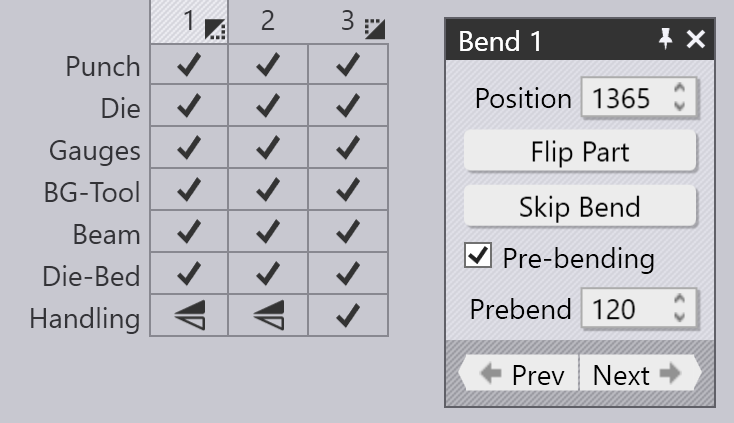 1 2 3
Punch
Die
Gauges
BG-Tool
Beam
Die-Bed
Handling
Bend 1
Position 1365
Flip Part
Skip Bend
Pre-bending
Prebend 120
Prev Next